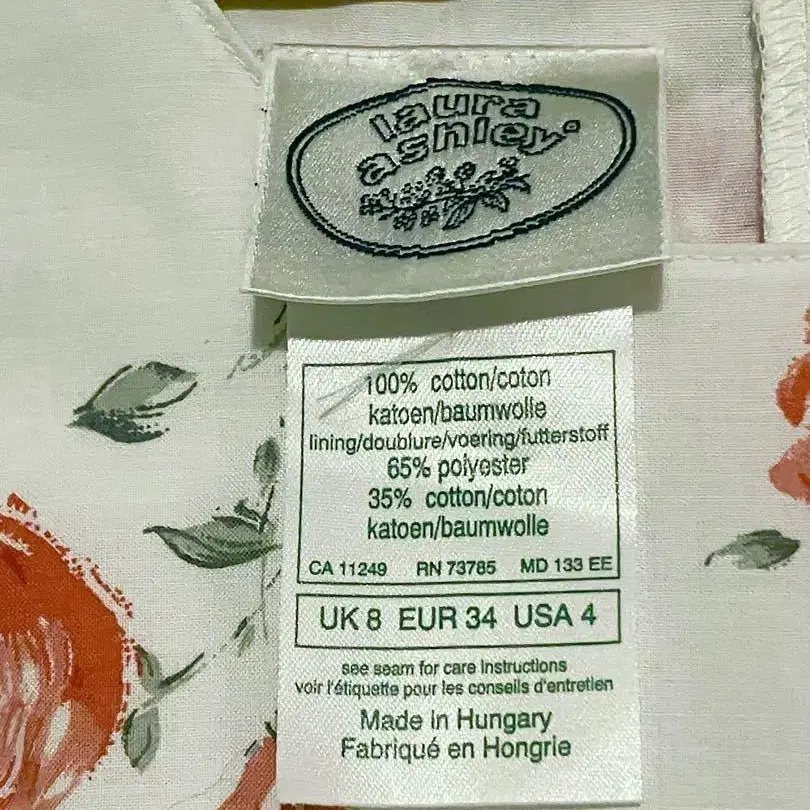 laura
ashley®
100% cotton/coton
katoen/baumwolle
lining/doublure/voering/futterstoff
65% polyester
35% cotton/coton
katoen/baumwolle
CA 11249 RN 73785 MD 133 EE
UK 8 EUR 34 USA 4
see seam for care instructions
voir l'étiquette pour les conseils d'entretien
Made in Hungary
Fabriqué en Hongrie